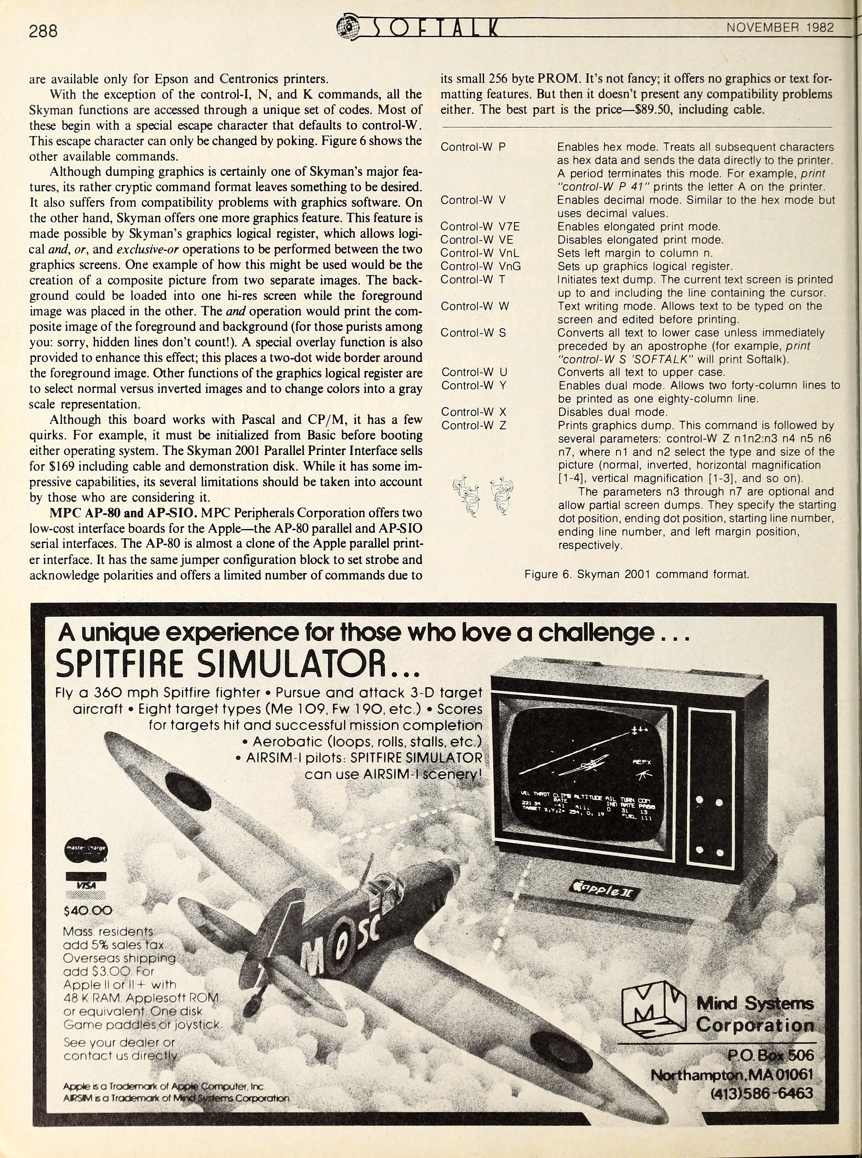 288
SOFTALK
NOVEMBER 1982
are available only for Epson and Centronics printers.
With the exception of the control-I, N, and K commands, all the
Skyman functions are accessed through a unique set of codes. Most of
these begin with a special escape character that defaults to control-W.
This escape character can only be changed by poking. Figure 6 shows the
other available commands.
Although dumping graphics is certainly one of Skyman's major fea-
tures, its rather cryptic command format leaves something to be desired.
It also suffers from compatibility problems with graphics software. On
the other hand, Skyman offers one more graphics feature. This feature is
made possible by Skyman's graphics logical register, which allows logi-
cal and, or, and exclusive-or operations to be performed between the two
graphics screens. One example of how this might be used would be the
creation of a composite picture from two separate images. The back-
ground could be loaded into one hi-res screen while the foreground
image was placed in the other. The and operation would print the com-
posite image of the foreground and background (for those purists among
you: sorry, hidden lines don't count!). A special overlay function is also
provided to enhance this effect; this places a two-dot wide border around
the foreground image. Other functions of the graphics logical register are
to select normal versus inverted images and to change colors into a gray
scale representation.
Although this board works with Pascal and CP/M, it has a few
quirks. For example, it must be initialized from Basic before booting
either operating system. The Skyman 2001 Parallel Printer Interface sells
for $169 including cable and demonstration disk. While it has some im-
pressive capabilities, its several limitations should be taken into account
by those who are considering it.
MPC AP-80 and AP-SIO. MPC Peripherals Corporation offers two
low-cost interface boards for the Apple—the AP-80 parallel and AP-SIO
serial interfaces. The AP-80 is almost a clone of the Apple parallel print-
er interface. It has the same jumper configuration block to set strobe and
acknowledge polarities and offers a limited number of commands due to
its small 256 byte PROM. It's not fancy; it offers no graphics or text for-
matting features. But then it doesn't present any compatibility problems
either. The best part is the price—$89.50, including cable.
Control-W P Enables hex mode. Treats all subsequent characters
as hex data and sends the data directly to the printer.
A period terminates this mode. For example, print
"control-W P 41" prints the letter A on the printer.
Control-W V Enables decimal mode. Similar to the hex mode but
uses decimal values.
Control-W V7E Enables elongated print mode.
Control-W VE Disables elongated print mode.
Control-W VnL Sets left margin to column n.
Control-W VnG Sets up graphics logical register.
Control-W T Initiates text dump. The current text screen is printed
up to and including the line containing the cursor.
Control-W W Text writing mode. Allows text to be typed on the
screen and edited before printing.
Control-W S Converts all text to lower case unless immediately
preceded by an apostrophe (for example, print
"control-W S 'SOFTALK" will print Softalk).
Control-W U Converts all text to upper case.
Control-W Y Enables dual mode. Allows two forty-column lines to
be printed as one eighty-column line.
Control-W X Disables dual mode.
Control-W Z Prints graphics dump. This command is followed by
several parameters: control-W Z n1n2:n3 n4 n5 n6
n7, where n1 and n2 select the type and size of the
picture (normal, inverted, horizontal magnification
[1-4], vertical magnification [1-3], and so on).
The parameters n3 through n7 are optional and
allow partial screen dumps. They specify the starting
dot position, ending dot position, starting line number,
ending line number, and left margin position,
respectively.
Figure 6. Skyman 2001 command format.
A unique experience for those who love a challenge...
SPITFIRE SIMULATOR...
Fly a 360 mph Spitfire fighter • Pursue and attack 3-D target
aircraft • Eight target types (Me 109, Fw 190, etc.) • Scores
for targets hit and successful mission completion
• Aerobatic (loops, rolls, stalls, etc.)
• AIRSIM-I pilots: SPITFIRE SIMULATOR
can use AIRSIM-I scenery!
VEL THROT CLIMB ALTITUDE AIL TURN COM
RATE IND RATE PASS
apple II
master charge
VISA
$40.00
Mass. residents
add 5% sales tax.
Overseas shipping
add $3.00. For
Apple II or II+ with
48 K RAM. Applesoft ROM
or equivalent. One disk
Game paddles or joystick.
See your dealer or
contact us directly.
Apple is a Trademark of Apple Computer, Inc
AIRSIM is a Trademark of Mind Systems Corporation
M SC
Mind Systems
Corporation
P.O. Box 506
Northampton, MA 01061
(413)586-6463